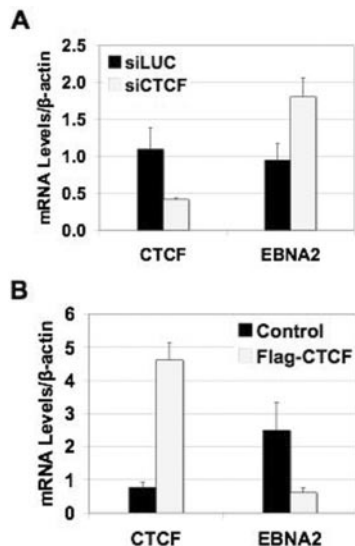 A
mRNA Levels/β-actin
2.5
2.0
1.5
1.0
0.5
0.0
siLUC
siCTCF
CTCF
EBNA2
B
mRNA Levels/β-actin
6
5
4
3
2
1
0
Control
Flag-CTCF
CTCF
EBNA2